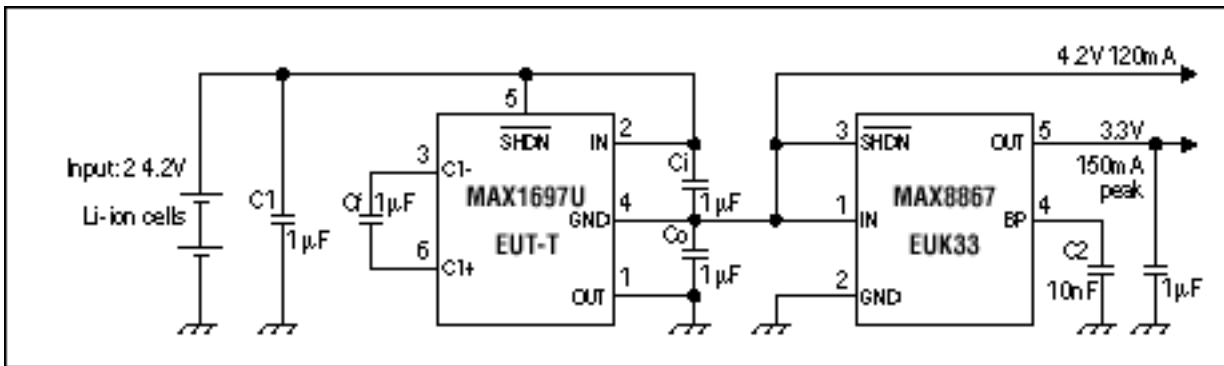 4.2V 120mA
5
SHDN
IN
2
3
SHDN
OUT
5
3.3V
Input: 2 4.2V
3
C1-
Ci
150mA
peak
Li-ion cells
C1
1µF
Cf
1µF
MAX1697U
EUT-T
GND
4
1µF
1
IN
MAX8867
EUK33
BP
4
6
C1+
Co
1µF
OUT
1
2
GND
C2
10nF
1µF